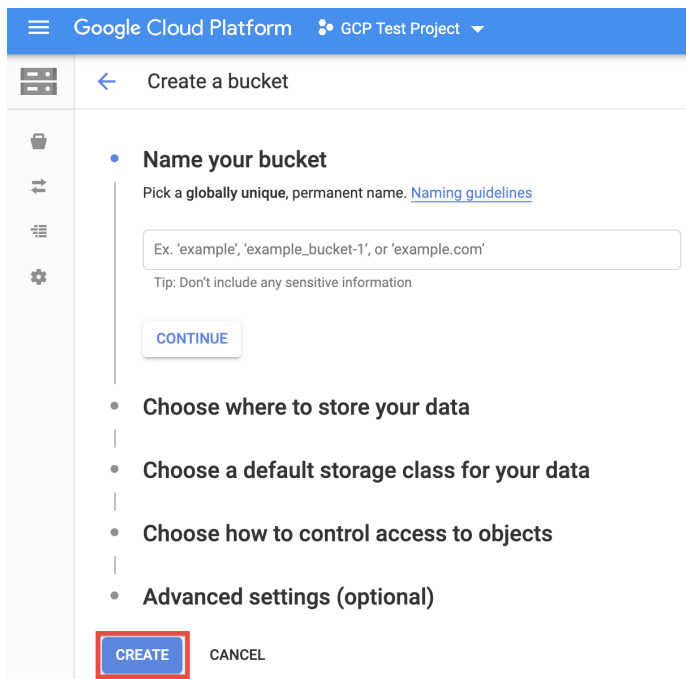 Google Cloud Platform GCP Test Project
Create a bucket
Name your bucket
Pick a globally unique, permanent name. Naming guidelines
Ex. ‘example’, ‘example_bucket-1’, or ‘example.com’
Tip: Don’t include any sensitive information
CONTINUE
Choose where to store your data
Choose a default storage class for your data
Choose how to control access to objects
Advanced settings (optional)
CREATE CANCEL